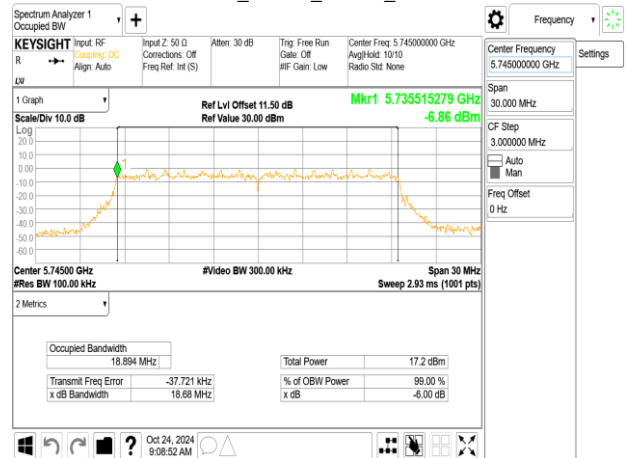 Spectrum Analyzer 1
Occupied BW
Frequency
KEYSIGHT
R
Input: RF
Coupling: DC
Align: Auto
Input Z: 50 Ω
Corrections: Off
Freq Ref: Int (S)
Atten: 30 dB
Trig: Free Run
Gate: Off
#IF Gain: Low
Center Freq: 5.745000000 GHz
Avg|Hold: 10/10
Radio Std: None
Center Frequency
5.745000000 GHz
Settings
Span
30.000 MHz
CF Step
3.000000 MHz
Auto
Man
Freq Offset
0 Hz
1 Graph
Scale/Div 10.0 dB
Ref Lvl Offset 11.50 dB
Ref Value 30.00 dBm
Mkr1 5.735515279 GHz
-6.86 dBm
Log
20.0
10.0
0.00
-10.0
-20.0
-30.0
-40.0
-50.0
-60.0
1
Center 5.74500 GHz
#Video BW 300.00 kHz
Span 30 MHz
#Res BW 100.00 kHz
Sweep 2.93 ms (1001 pts)
2 Metrics
Occupied Bandwidth
18.894 MHz
Total Power 17.2 dBm
Transmit Freq Error -37.721 kHz
% of OBW Power 99.00 %
x dB Bandwidth 18.68 MHz
x dB -6.00 dB
?
Oct 24, 2024
9:08:52 AM